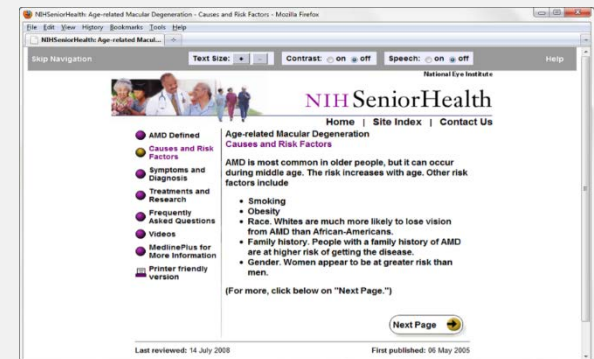 NIHSeniorHealth: Age-related Macular Degeneration - Causes and Risk Factors - Mozilla Firefox
File Edit View History Bookmarks Tools Help
NIHSeniorHealth: Age-related Macul...
Skip Navigation Text Size: + - Contrast: on off Speech: on off Help
National Eye Institute
NIH SeniorHealth
Home | Site Index | Contact Us
AMD Defined
Causes and Risk Factors
Symptoms and Diagnosis
Treatments and Research
Frequently Asked Questions
Videos
MedlinePlus for More Information
Printer friendly version
Age-related Macular Degeneration
Causes and Risk Factors
AMD is most common in older people, but it can occur
during middle age. The risk increases with age. Other risk
factors include
• Smoking
• Obesity
• Race. Whites are much more likely to lose vision
from AMD than African-Americans.
• Family history. People with a family history of AMD
are at higher risk of getting the disease.
• Gender. Women appear to be at greater risk than
men.
(For more, click below on "Next Page.")
Next Page
Last reviewed: 14 July 2008 First published: 06 May 2005